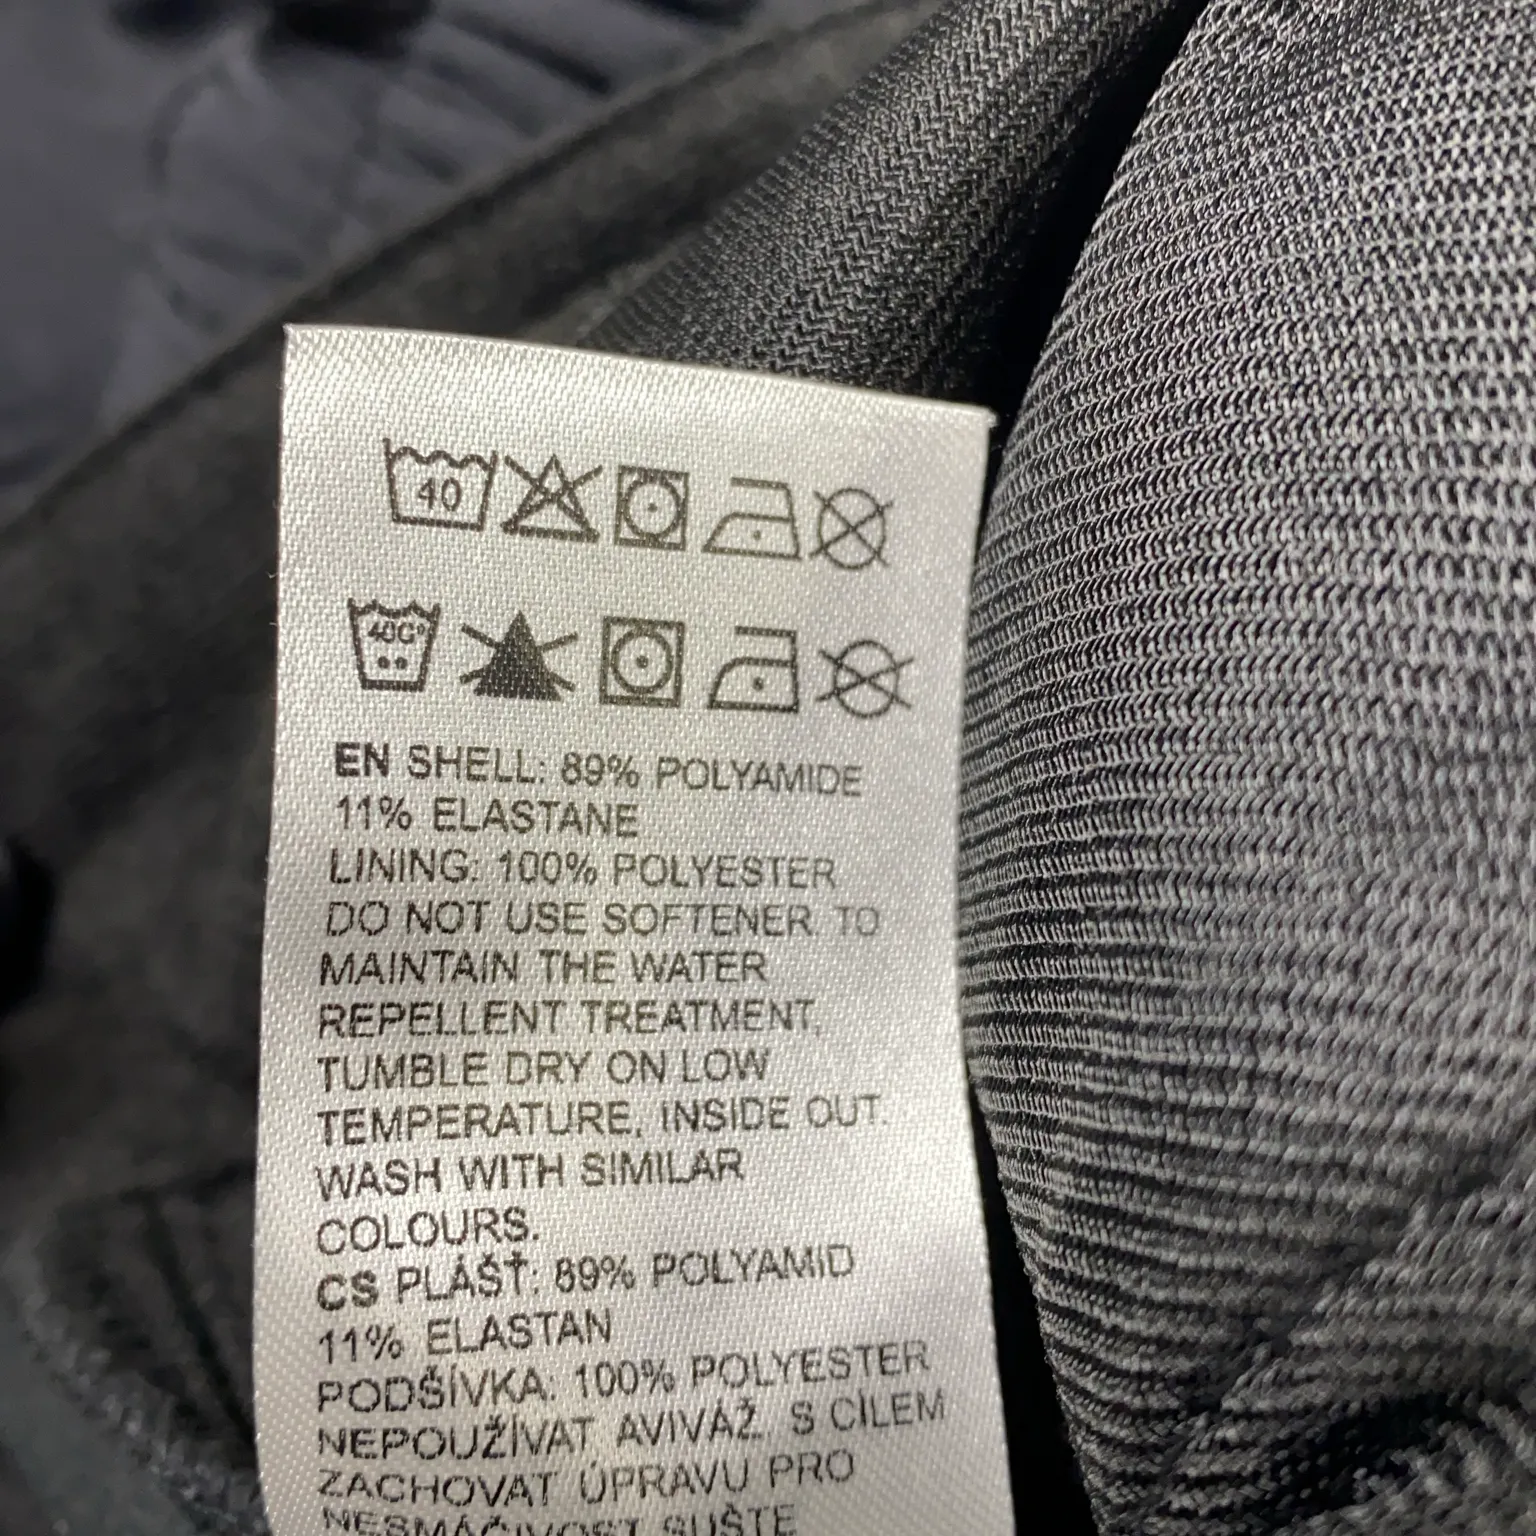 40
40C°
EN SHELL: 89% POLYAMIDE
11% ELASTANE
LINING: 100% POLYESTER
DO NOT USE SOFTENER TO
MAINTAIN THE WATER
REPELLENT TREATMENT,
TUMBLE DRY ON LOW
TEMPERATURE, INSIDE OUT.
WASH WITH SIMILAR
COLOURS.
CS PLÁŠŤ: 89% POLYAMID
11% ELASTAN
PODŠÍVKA: 100% POLYESTER
NEPOUŽÍVAT AVIVÁŽ S CÍLEM
ZACHOVAT ÚPRAVU PRO
NESMÁČIVOST SUŠTE